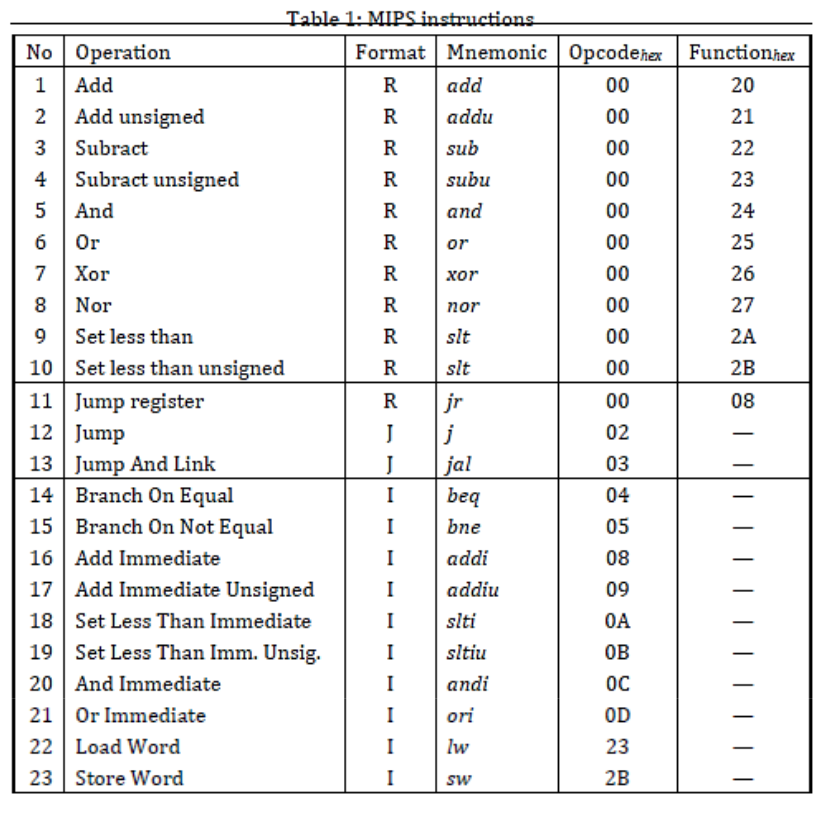 Table 1: MIPS instructions
No Operation Format Mnemonic Opcodehex Functionhex
1 Add R add 00 20
2 Add unsigned R addu 00 21
3 Subract R sub 00 22
4 Subract unsigned R subu 00 23
5 And R and 00 24
6 Or R or 00 25
7 Xor R xor 00 26
8 Nor R nor 00 27
9 Set less than R slt 00 2A
10 Set less than unsigned R slt 00 2B
11 Jump register R jr 00 08
12 Jump J j 02 —
13 Jump And Link J jal 03 —
14 Branch On Equal I beq 04 —
15 Branch On Not Equal I bne 05 —
16 Add Immediate I addi 08 —
17 Add Immediate Unsigned I addiu 09 —
18 Set Less Than Immediate I slti 0A —
19 Set Less Than Imm. Unsig. I sltiu 0B —
20 And Immediate I andi 0C —
21 Or Immediate I ori 0D —
22 Load Word I lw 23 —
23 Store Word I sw 2B —